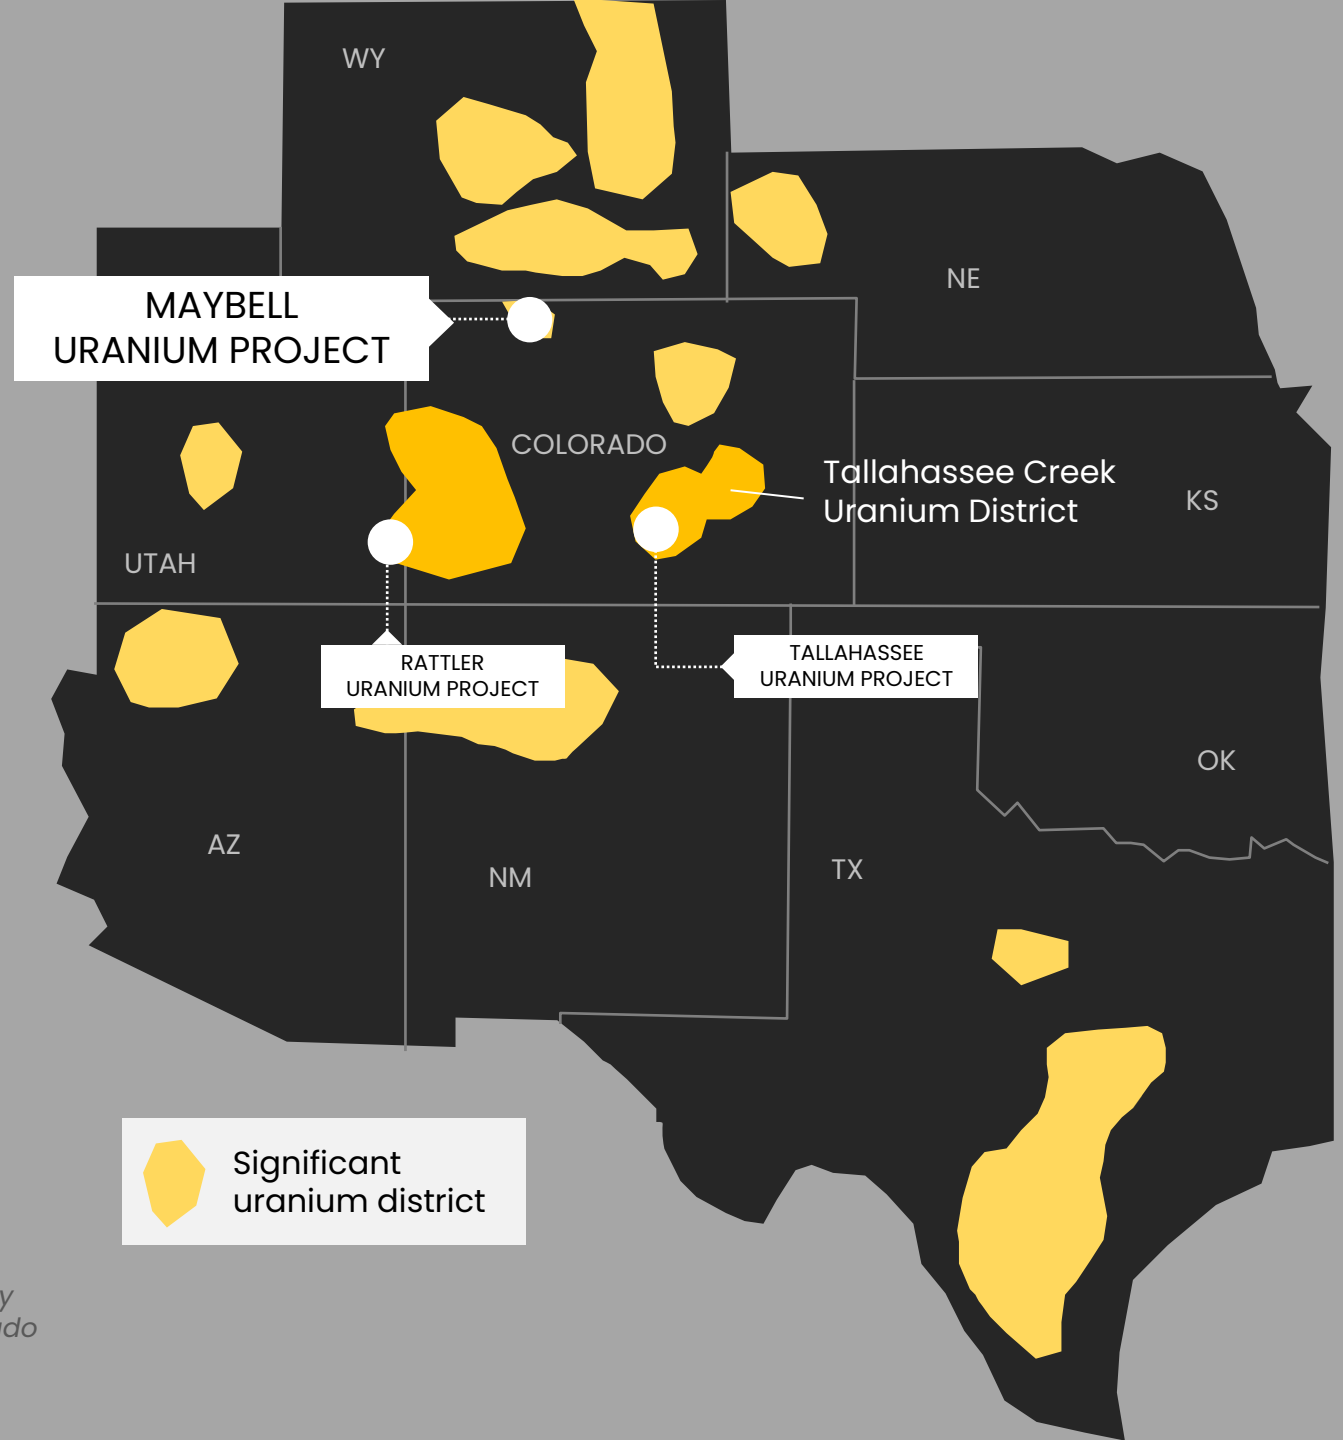 WY
NE
MAYBELL
URANIUM PROJECT
COLORADO
Tallahassee Creek
Uranium District
KS
UTAH
RATTLER
URANIUM PROJECT
TALLAHASSEE
URANIUM PROJECT
OK
AZ
NM
TX
Significant
uranium district